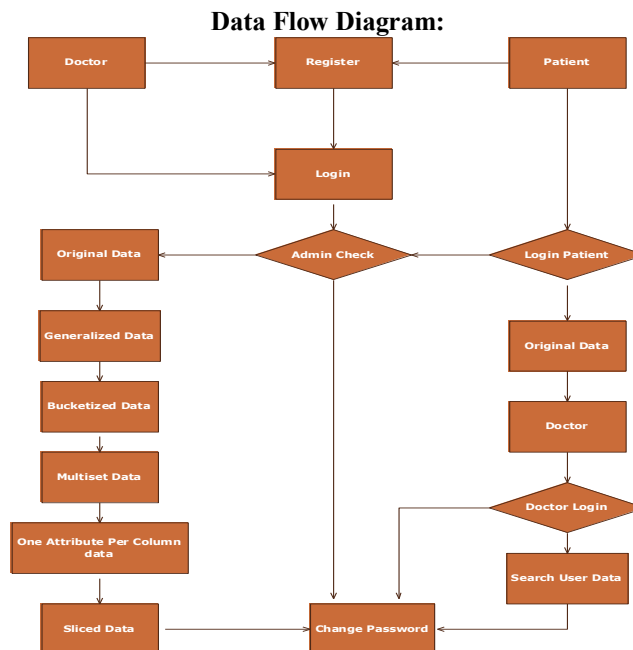 Data Flow Diagram:
Doctor
Register
Patient
Login
Original Data
Admin Check
Login Patient
Generalized Data
Original Data
Bucketized Data
Doctor
Multiset Data
Doctor Login
One Attribute Per Column
data
Search User Data
Sliced Data
Change Password